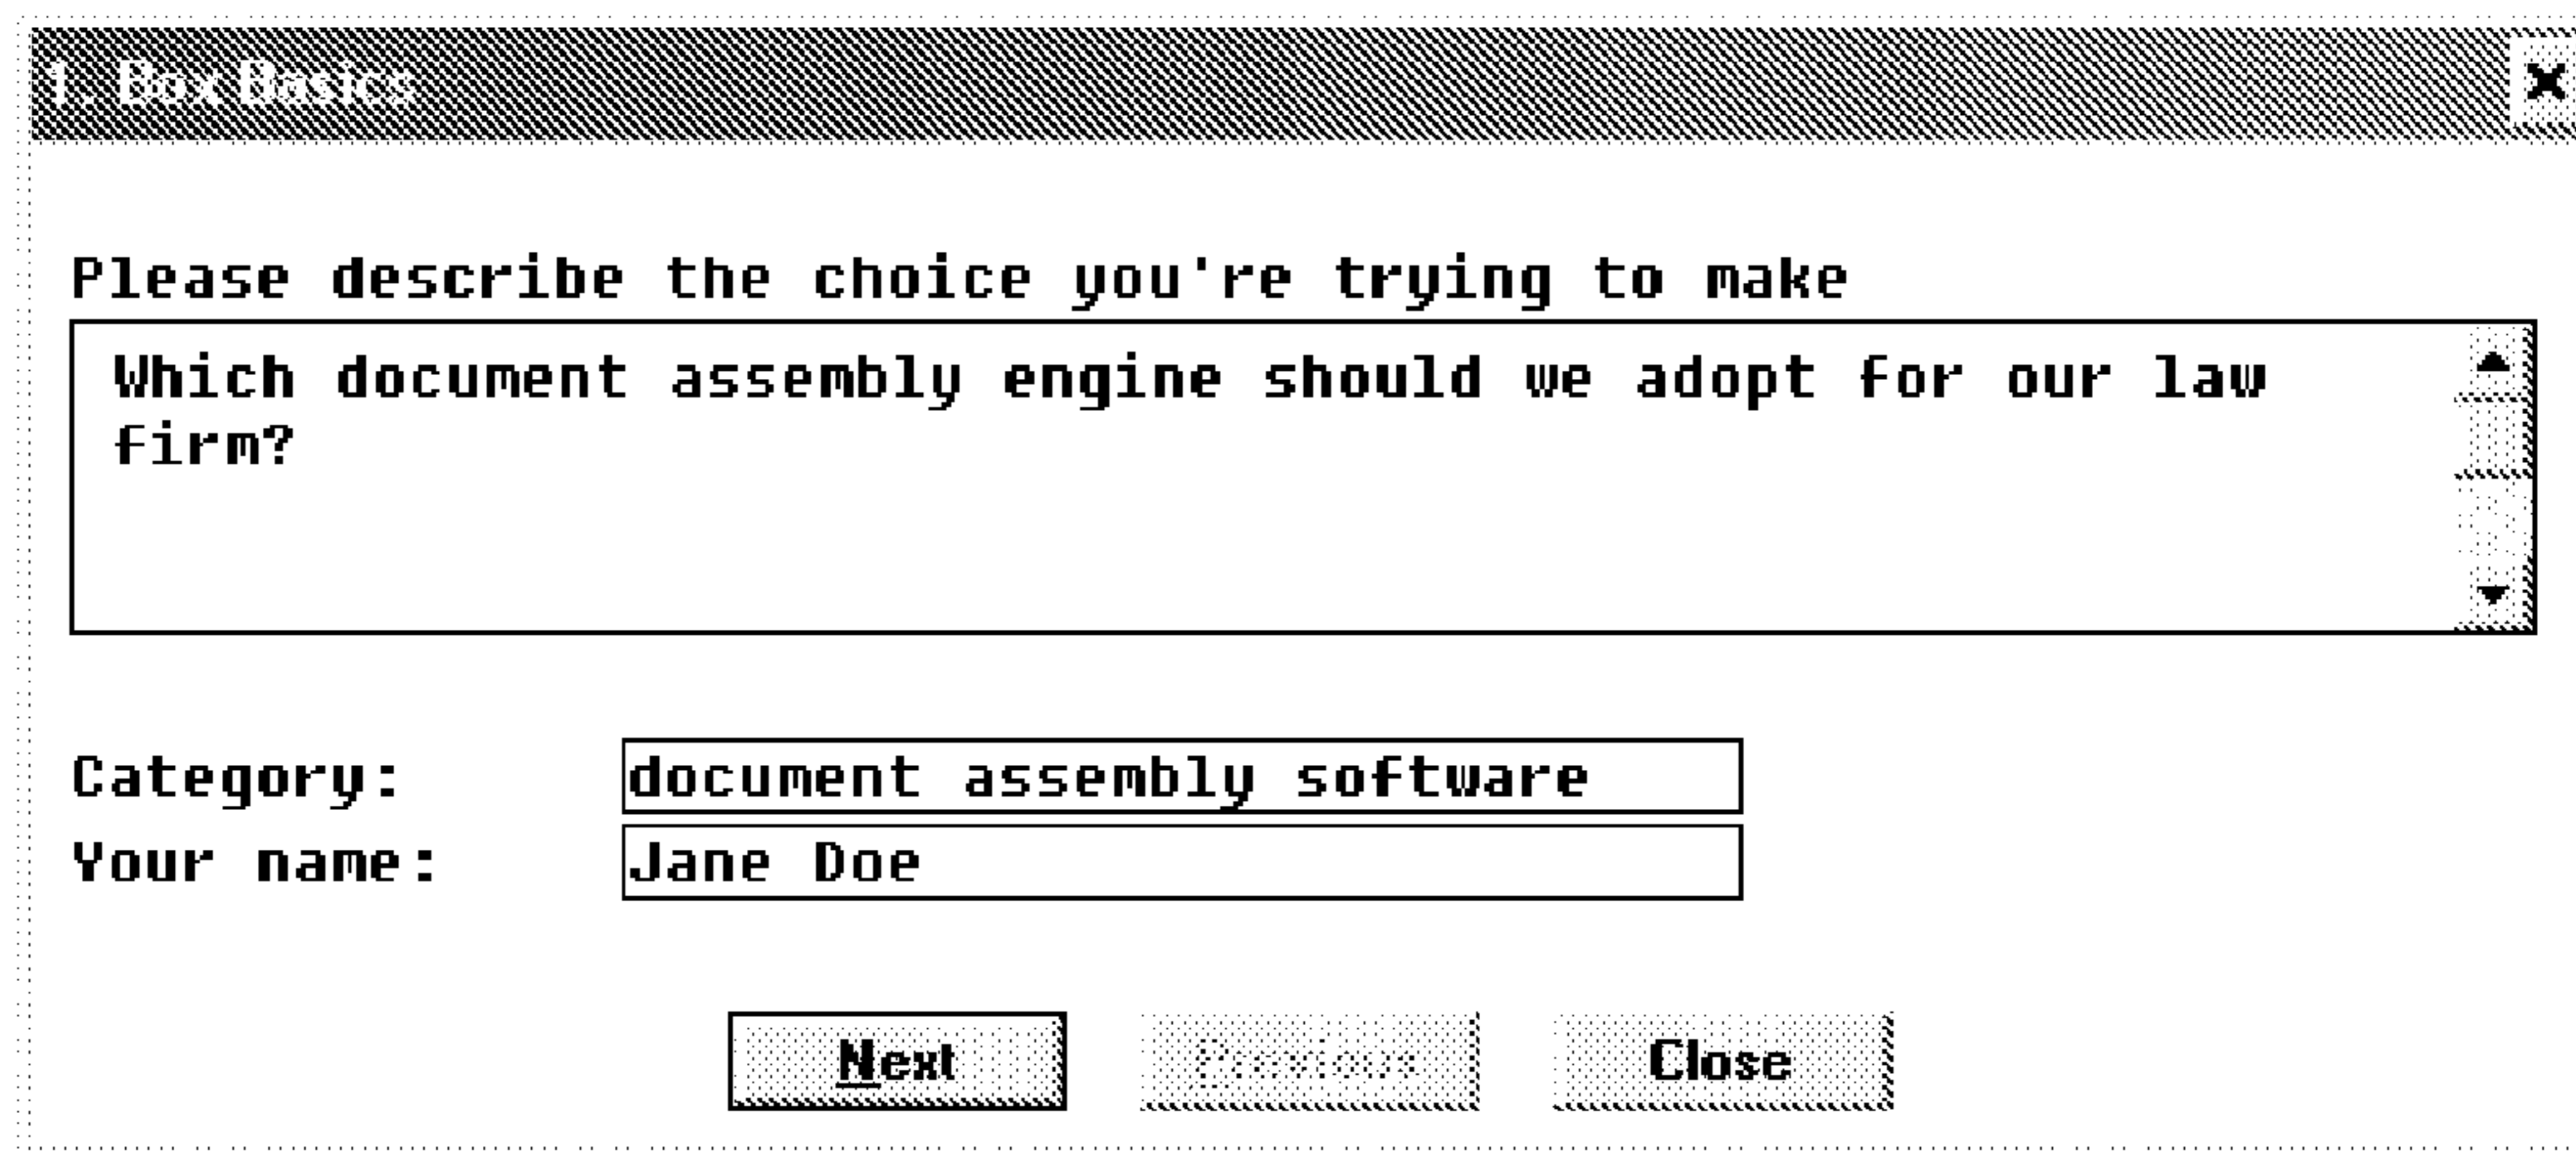 1. Box Basics
Please describe the choice you're trying to make
Which document assembly engine should we adopt for our law
firm?
Category: document assembly software
Your name: Jane Doe
Next Previous Close